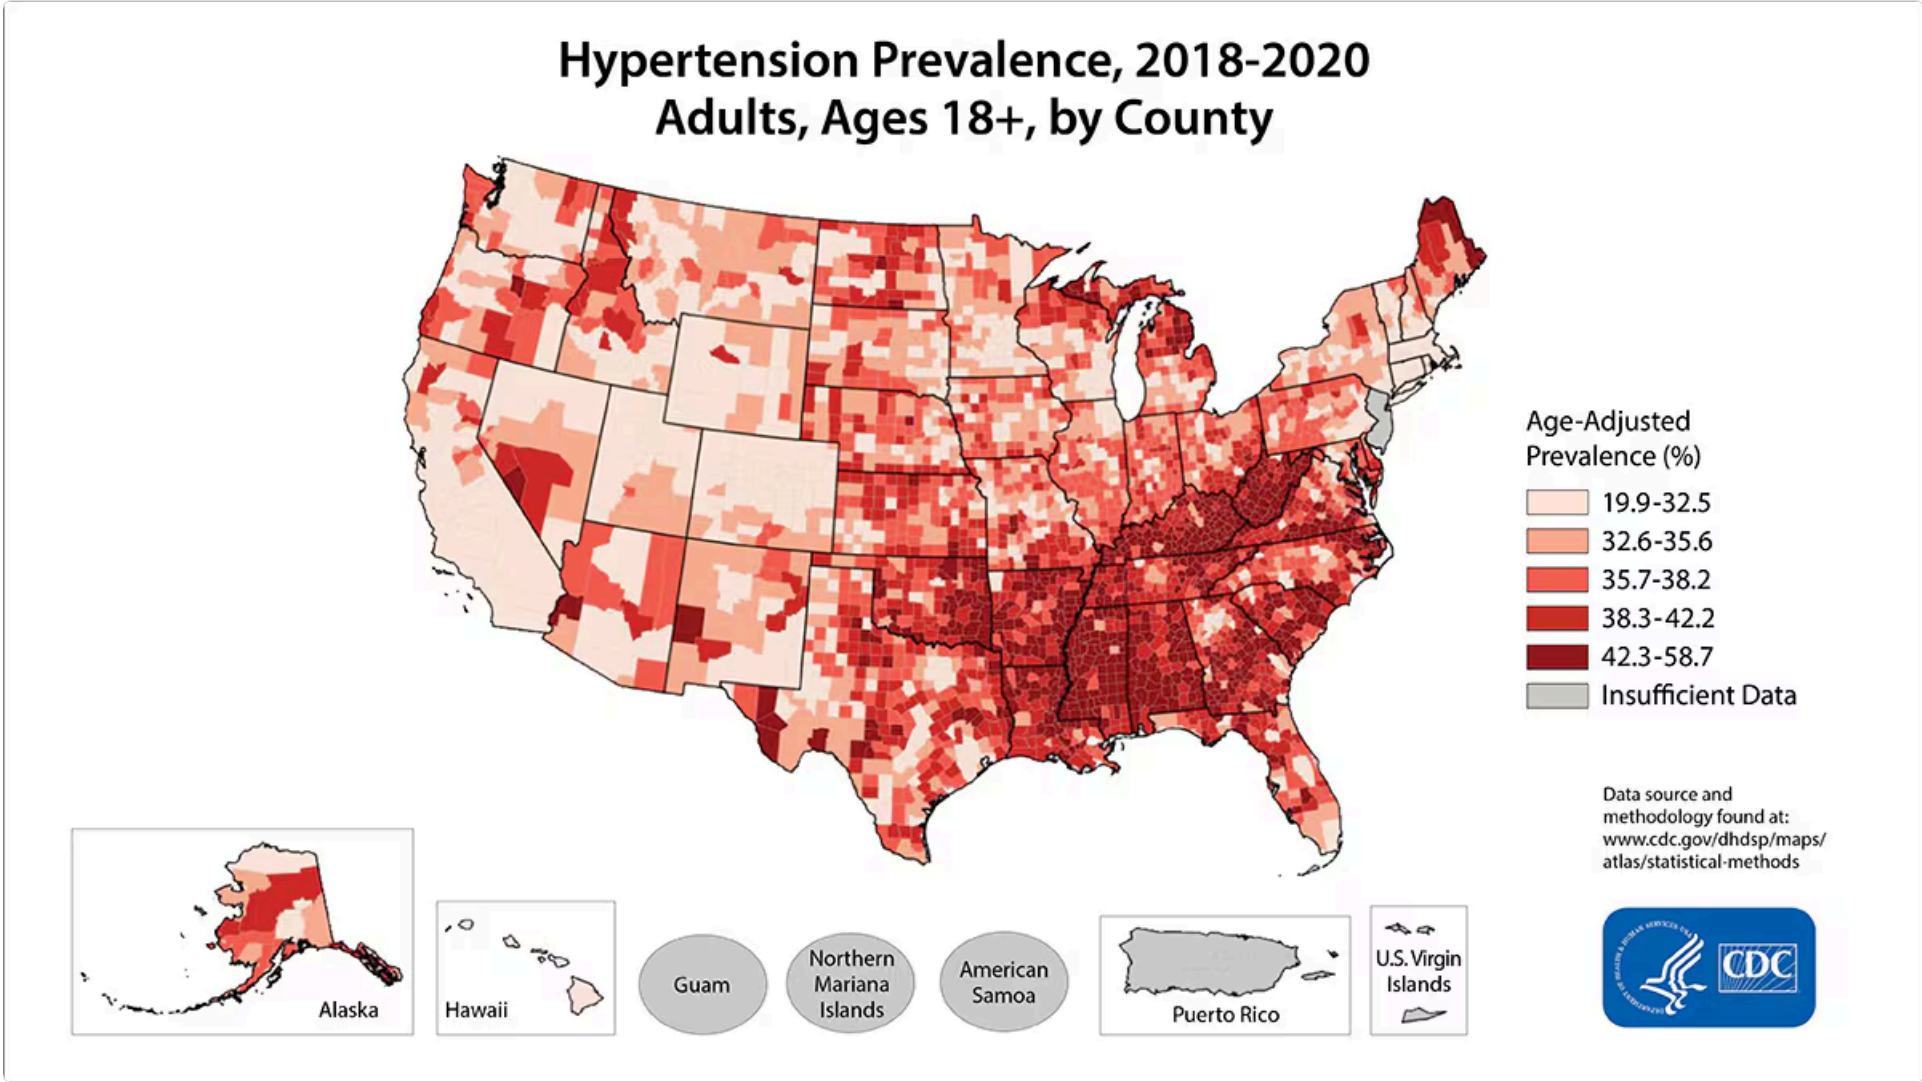 Hypertension Prevalence, 2018-2020
Adults, Ages 18+, by County
Age-Adjusted
Prevalence (%)
19.9-32.5
32.6-35.6
35.7-38.2
38.3-42.2
42.3-58.7
Insufficient Data
Data source and
methodology found at:
www.cdc.gov/dhdsp/maps/
atlas/statistical-methods
Alaska
Hawaii
Guam
Northern
Mariana
Islands
American
Samoa
Puerto Rico
U.S. Virgin
Islands
CDC